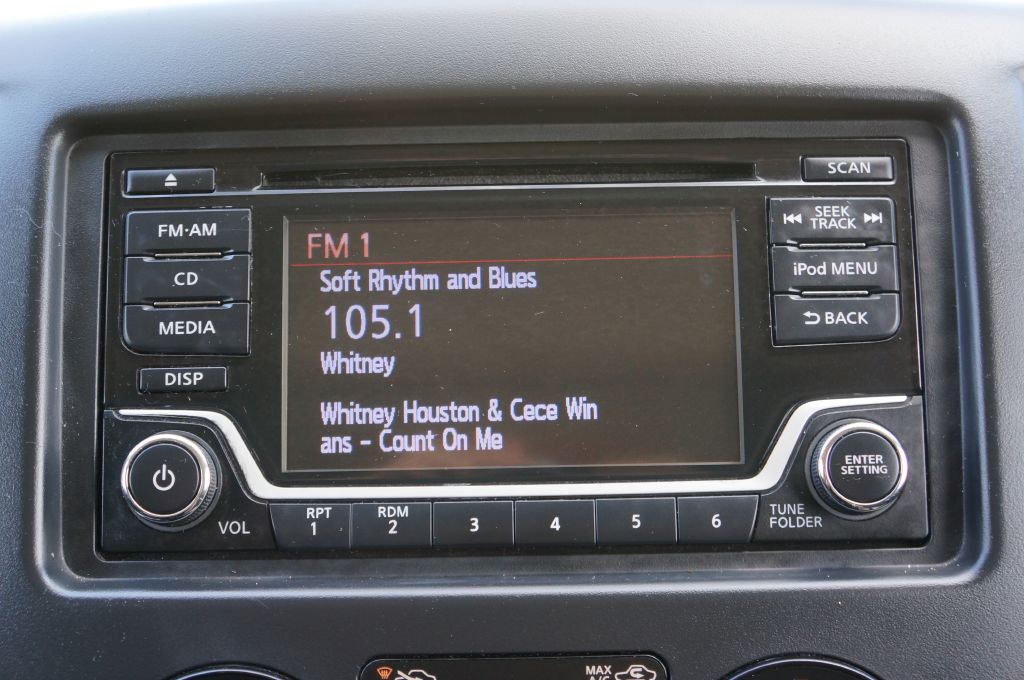 SCAN
FM·AM
SEEK
TRACK
FM 1
Soft Rhythm and Blues
CD
iPod MENU
105.1
MEDIA
BACK
Whitney
DISP
Whitney Houston & Cece Win
ans - Count On Me
ENTER
SETTING
VOL
RPT
1
RDM
2
3
4
5
6
TUNE
FOLDER
MAX
A/C